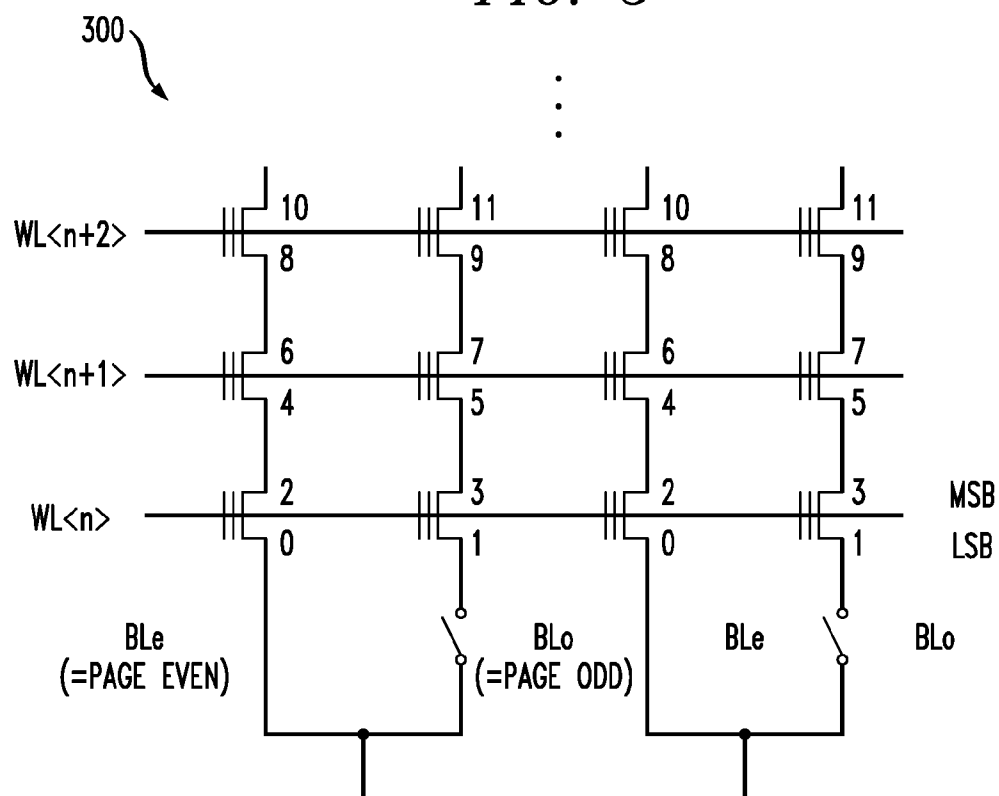 FIG. 3
300
WL<n+2> 10 11 10 11
8 9 8 9
WL<n+1> 6 7 6 7
4 5 4 5
WL<n> 2 3 2 3 MSB
0 1 0 1 LSB
BLe BLo BLe BLo
(=PAGE EVEN) (=PAGE ODD)